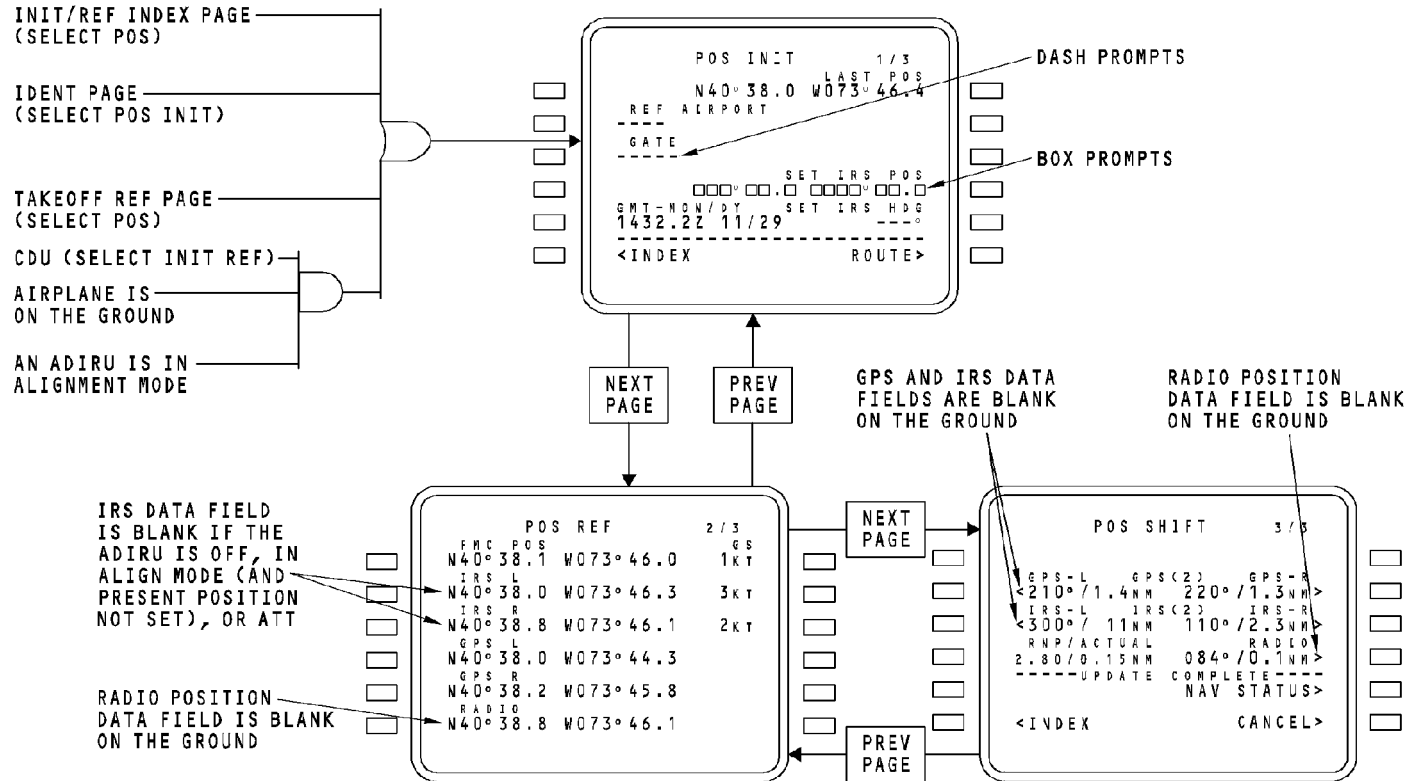 INIT/REF INDEX PAGE
(SELECT POS)
IDENT PAGE
(SELECT POS INIT)
TAKEOFF REF PAGE
(SELECT POS)
CDU (SELECT INIT REF)
AIRPLANE IS
ON THE GROUND
AN ADIRU IS IN
ALIGNMENT MODE
POS INIT 1/3
LAST POS
N40°38.0 W073°46.4
REF AIRPORT
----
GATE
-----
SET IRS POS
□□□°□□.□ □□□□°□□.□
GMT-MON/DY SET IRS HDG
1432.2Z 11/29 ---°
--------------------------
<INDEX ROUTE>
DASH PROMPTS
BOX PROMPTS
NEXT
PAGE
PREV
PAGE
GPS AND IRS DATA
FIELDS ARE BLANK
ON THE GROUND
RADIO POSITION
DATA FIELD IS BLANK
ON THE GROUND
IRS DATA FIELD
IS BLANK IF THE
ADIRU IS OFF, IN
ALIGN MODE (AND
PRESENT POSITION
NOT SET), OR ATT
RADIO POSITION
DATA FIELD IS BLANK
ON THE GROUND
POS REF 2/3
FMC POS GS
N40°38.1 W073°46.0 1KT
IRS L
N40°38.0 W073°46.3 3KT
IRS R
N40°38.8 W073°46.1 2KT
GPS L
N40°38.0 W073°44.3
GPS R
N40°38.2 W073°45.8
RADIO
N40°38.8 W073°46.1
NEXT
PAGE
PREV
PAGE
POS SHIFT 3/3
GPS-L GPS(2) GPS-R
<210°/1.4NM 220°/1.3NM>
IRS-L IRS(2) IRS-R
<300°/ 11NM 110°/2.3NM>
RNP/ACTUAL RADIO
2.80/0.15NM 084°/0.1NM>
-----UPDATE COMPLETE----
NAV STATUS>
<INDEX CANCEL>